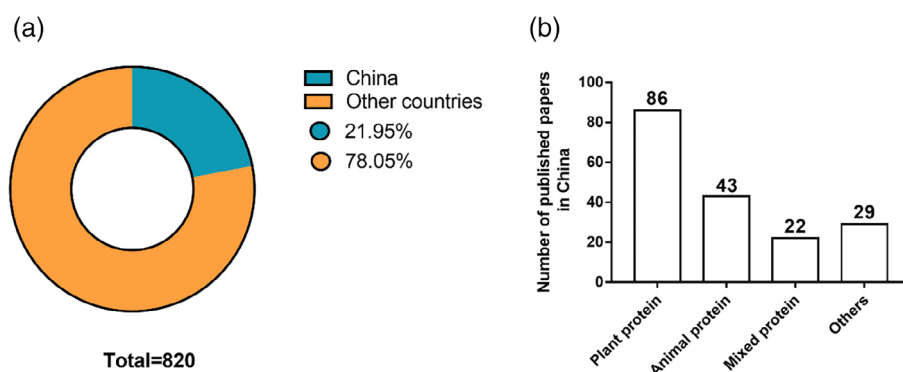 (a)
China
Other countries
21.95%
78.05%
Total=820
(b)
Number of published papers
in China
100
80
60
40
20
0
86
43
22
29
Plant protein
Animal protein
Mixed protein
Others